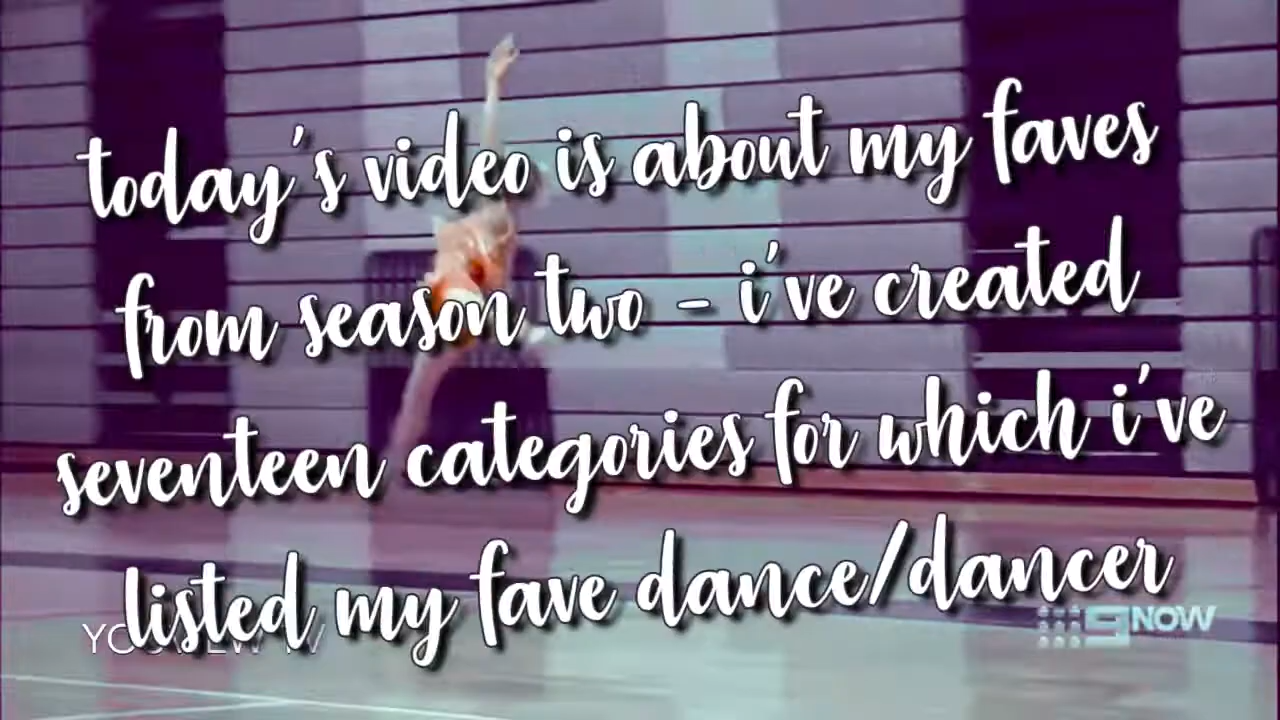 today's video is about my faves
from season two - i've created
seventeen categories for which i've
listed my fave dance/dancer
9NOW